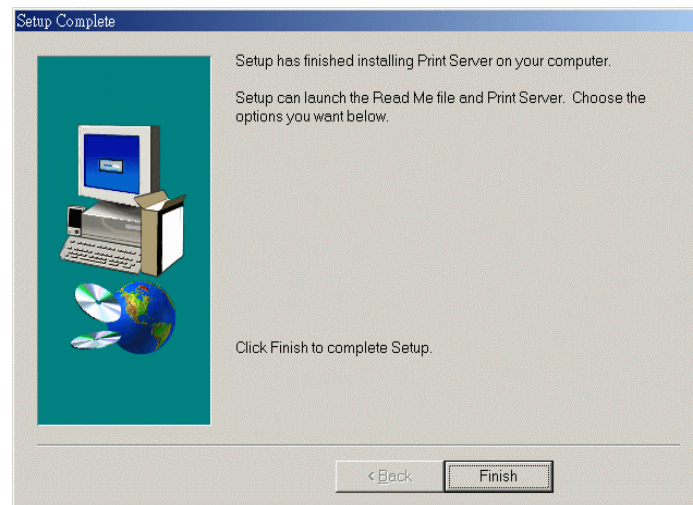 Setup Complete
Setup has finished installing Print Server on your computer.
Setup can launch the Read Me file and Print Server.  Choose the
options you want below.
Click Finish to complete Setup.
< Back
Finish